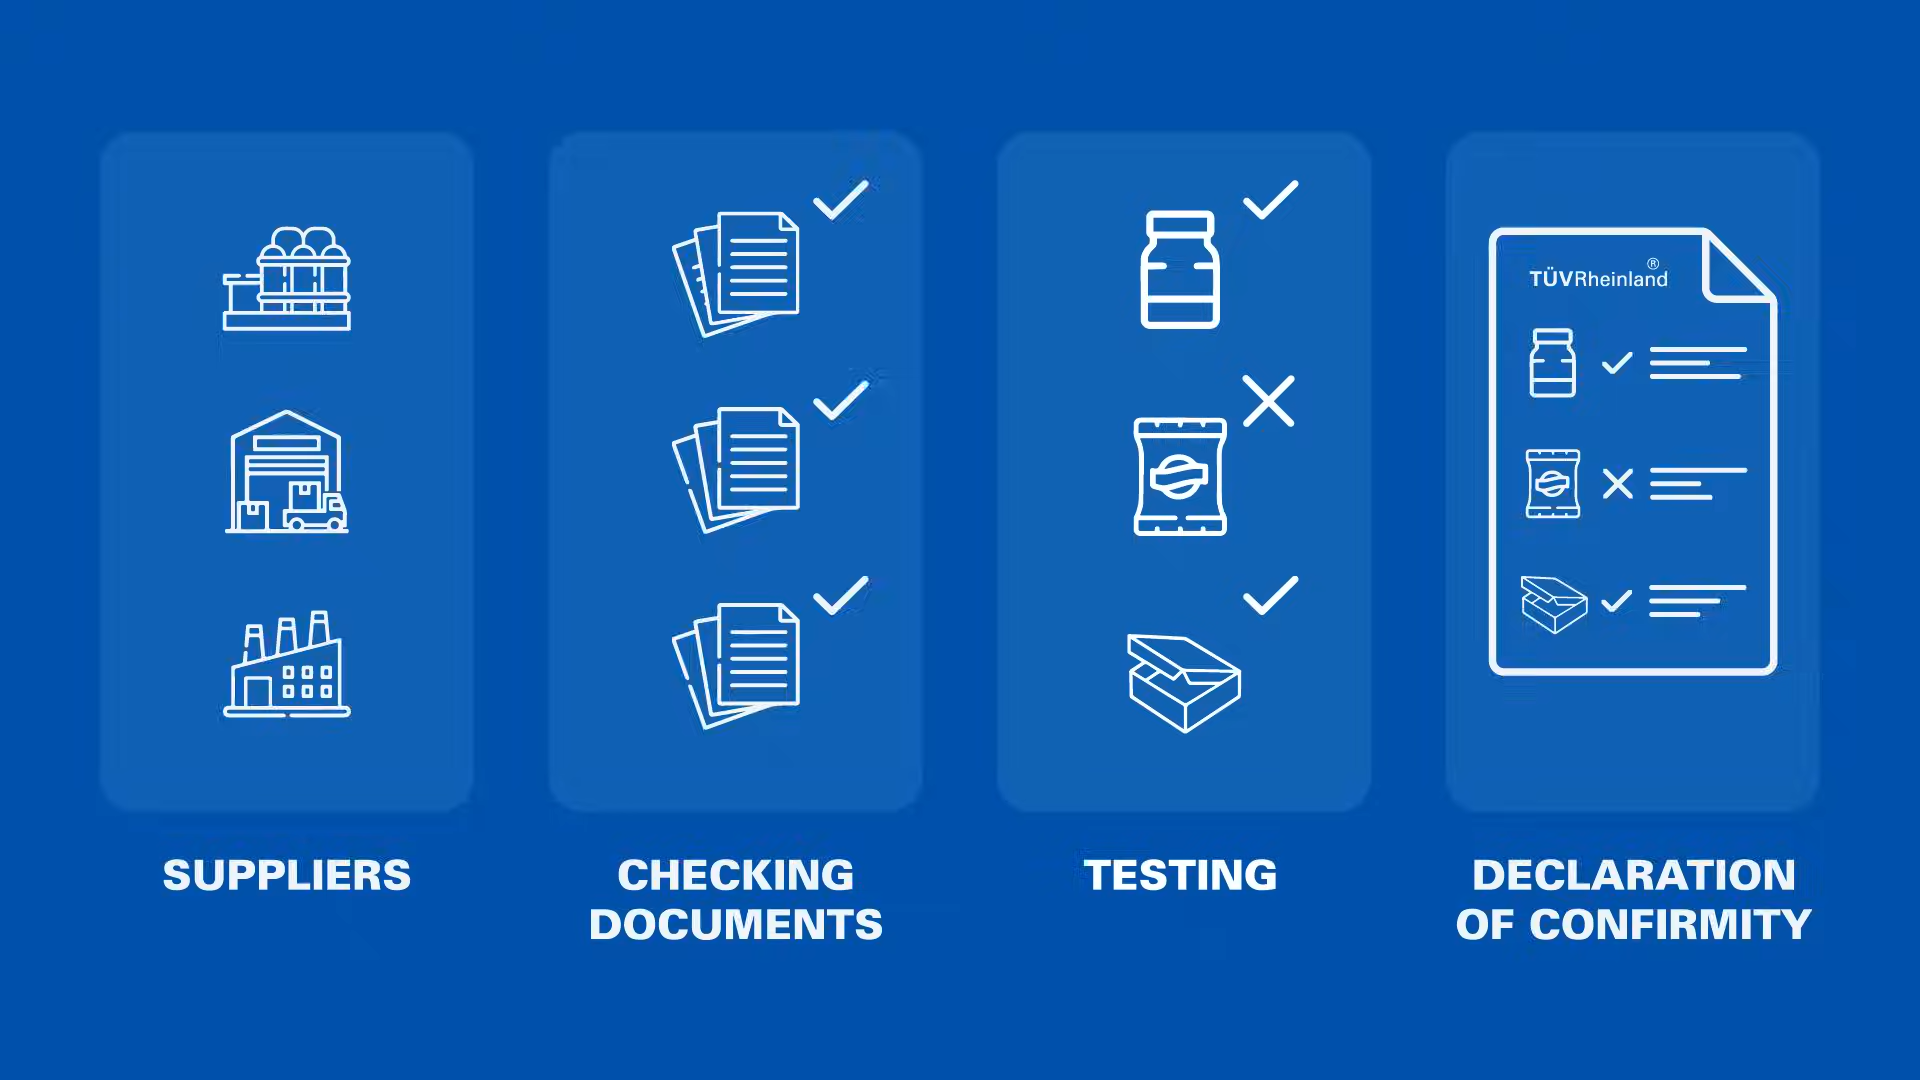 TÜVRheinland®
SUPPLIERS
CHECKING
DOCUMENTS
TESTING
DECLARATION
OF CONFIRMITY